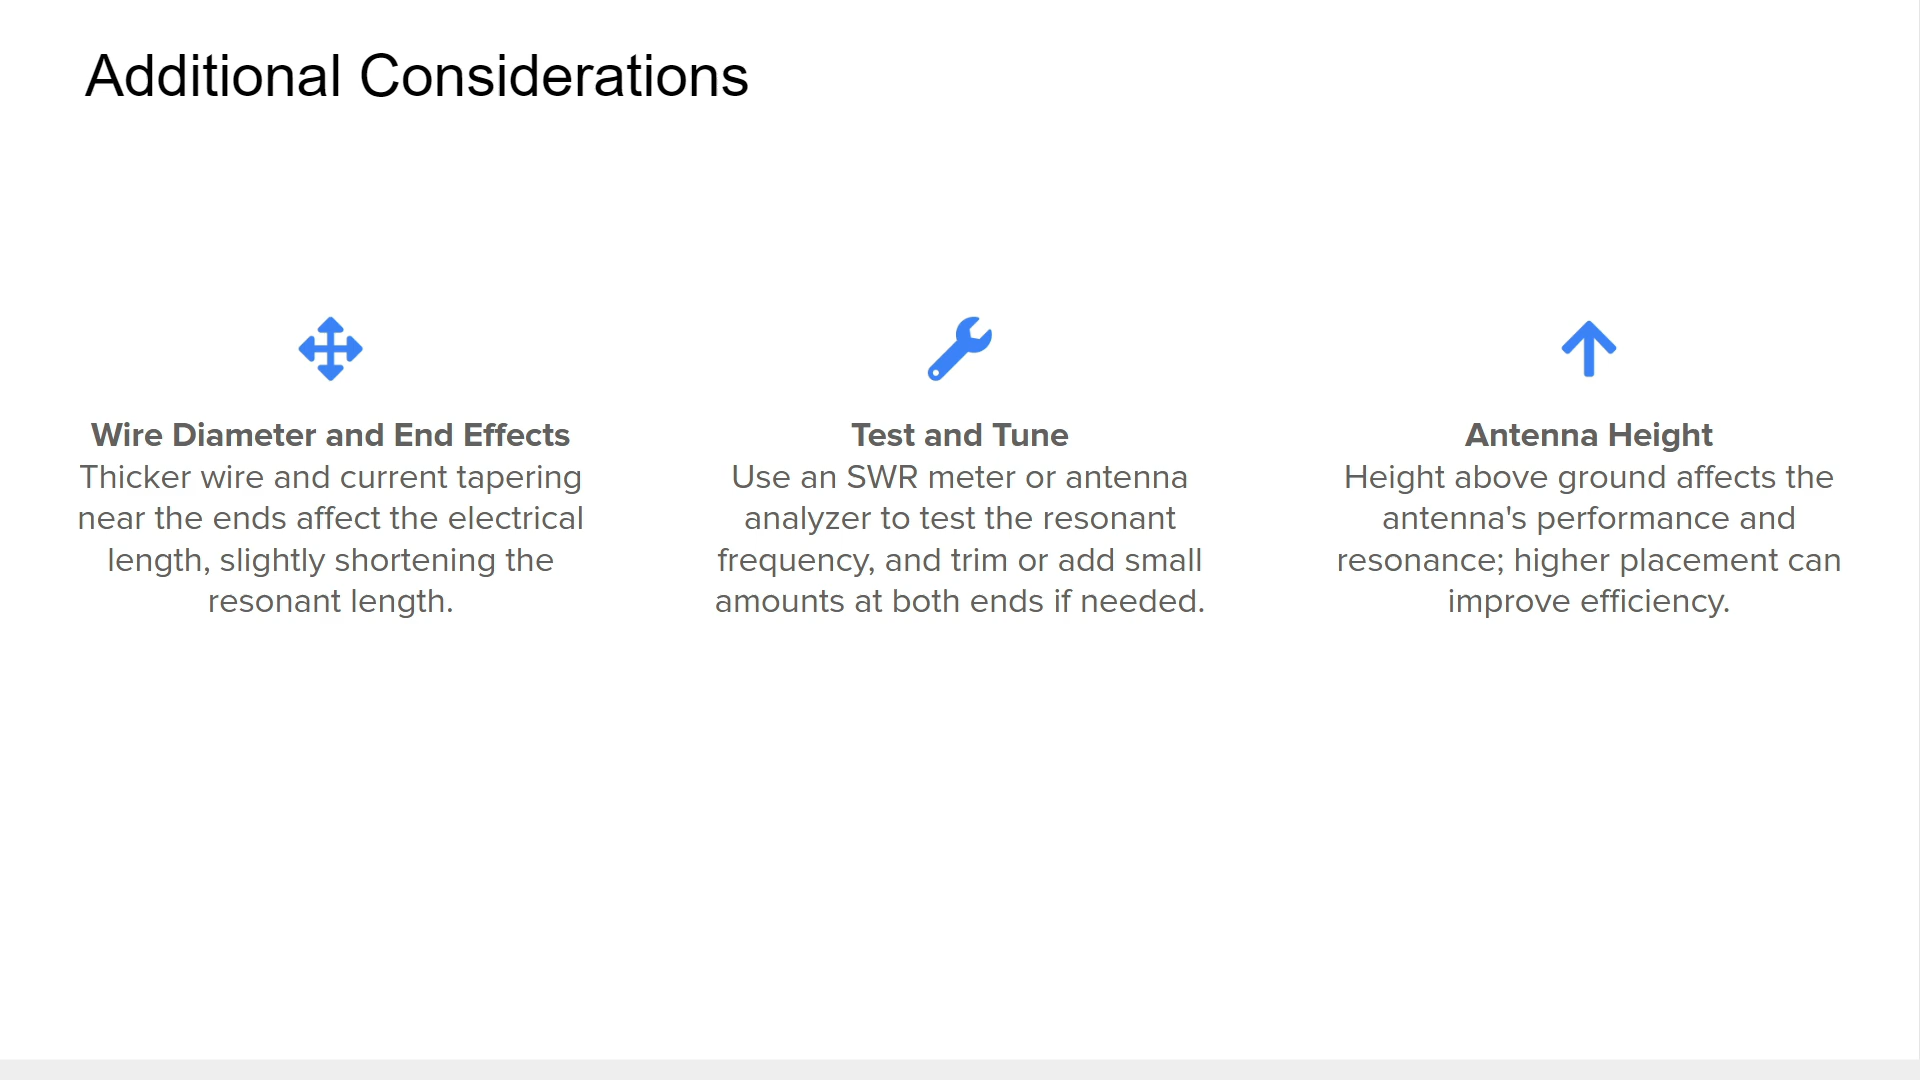 Additional Considerations
Wire Diameter and End Effects
Thicker wire and current tapering
near the ends affect the electrical
length, slightly shortening the
resonant length.
Test and Tune
Use an SWR meter or antenna
analyzer to test the resonant
frequency, and trim or add small
amounts at both ends if needed.
Antenna Height
Height above ground affects the
antenna's performance and
resonance; higher placement can
improve efficiency.